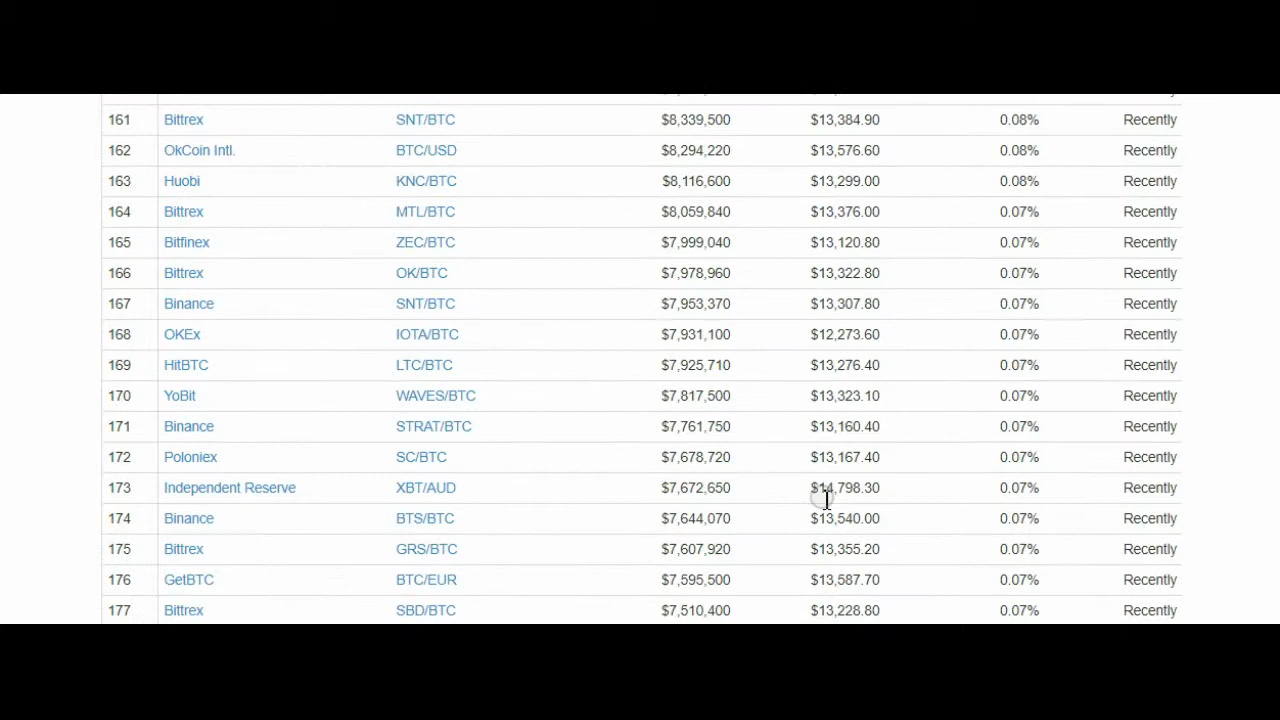 161 Bittrex SNT/BTC $8,339,500 $13,384.90 0.08% Recently
162 OkCoin Intl. BTC/USD $8,294,220 $13,576.60 0.08% Recently
163 Huobi KNC/BTC $8,116,600 $13,299.00 0.08% Recently
164 Bittrex MTL/BTC $8,059,840 $13,376.00 0.07% Recently
165 Bitfinex ZEC/BTC $7,999,040 $13,120.80 0.07% Recently
166 Bittrex OK/BTC $7,978,960 $13,322.80 0.07% Recently
167 Binance SNT/BTC $7,953,370 $13,307.80 0.07% Recently
168 OKEx IOTA/BTC $7,931,100 $12,273.60 0.07% Recently
169 HitBTC LTC/BTC $7,925,710 $13,276.40 0.07% Recently
170 YoBit WAVES/BTC $7,817,500 $13,323.10 0.07% Recently
171 Binance STRAT/BTC $7,761,750 $13,160.40 0.07% Recently
172 Poloniex SC/BTC $7,678,720 $13,167.40 0.07% Recently
173 Independent Reserve XBT/AUD $7,672,650 $14,798.30 0.07% Recently
174 Binance BTS/BTC $7,644,070 $13,540.00 0.07% Recently
175 Bittrex GRS/BTC $7,607,920 $13,355.20 0.07% Recently
176 GetBTC BTC/EUR $7,595,500 $13,587.70 0.07% Recently
177 Bittrex SBD/BTC $7,510,400 $13,228.80 0.07% Recently